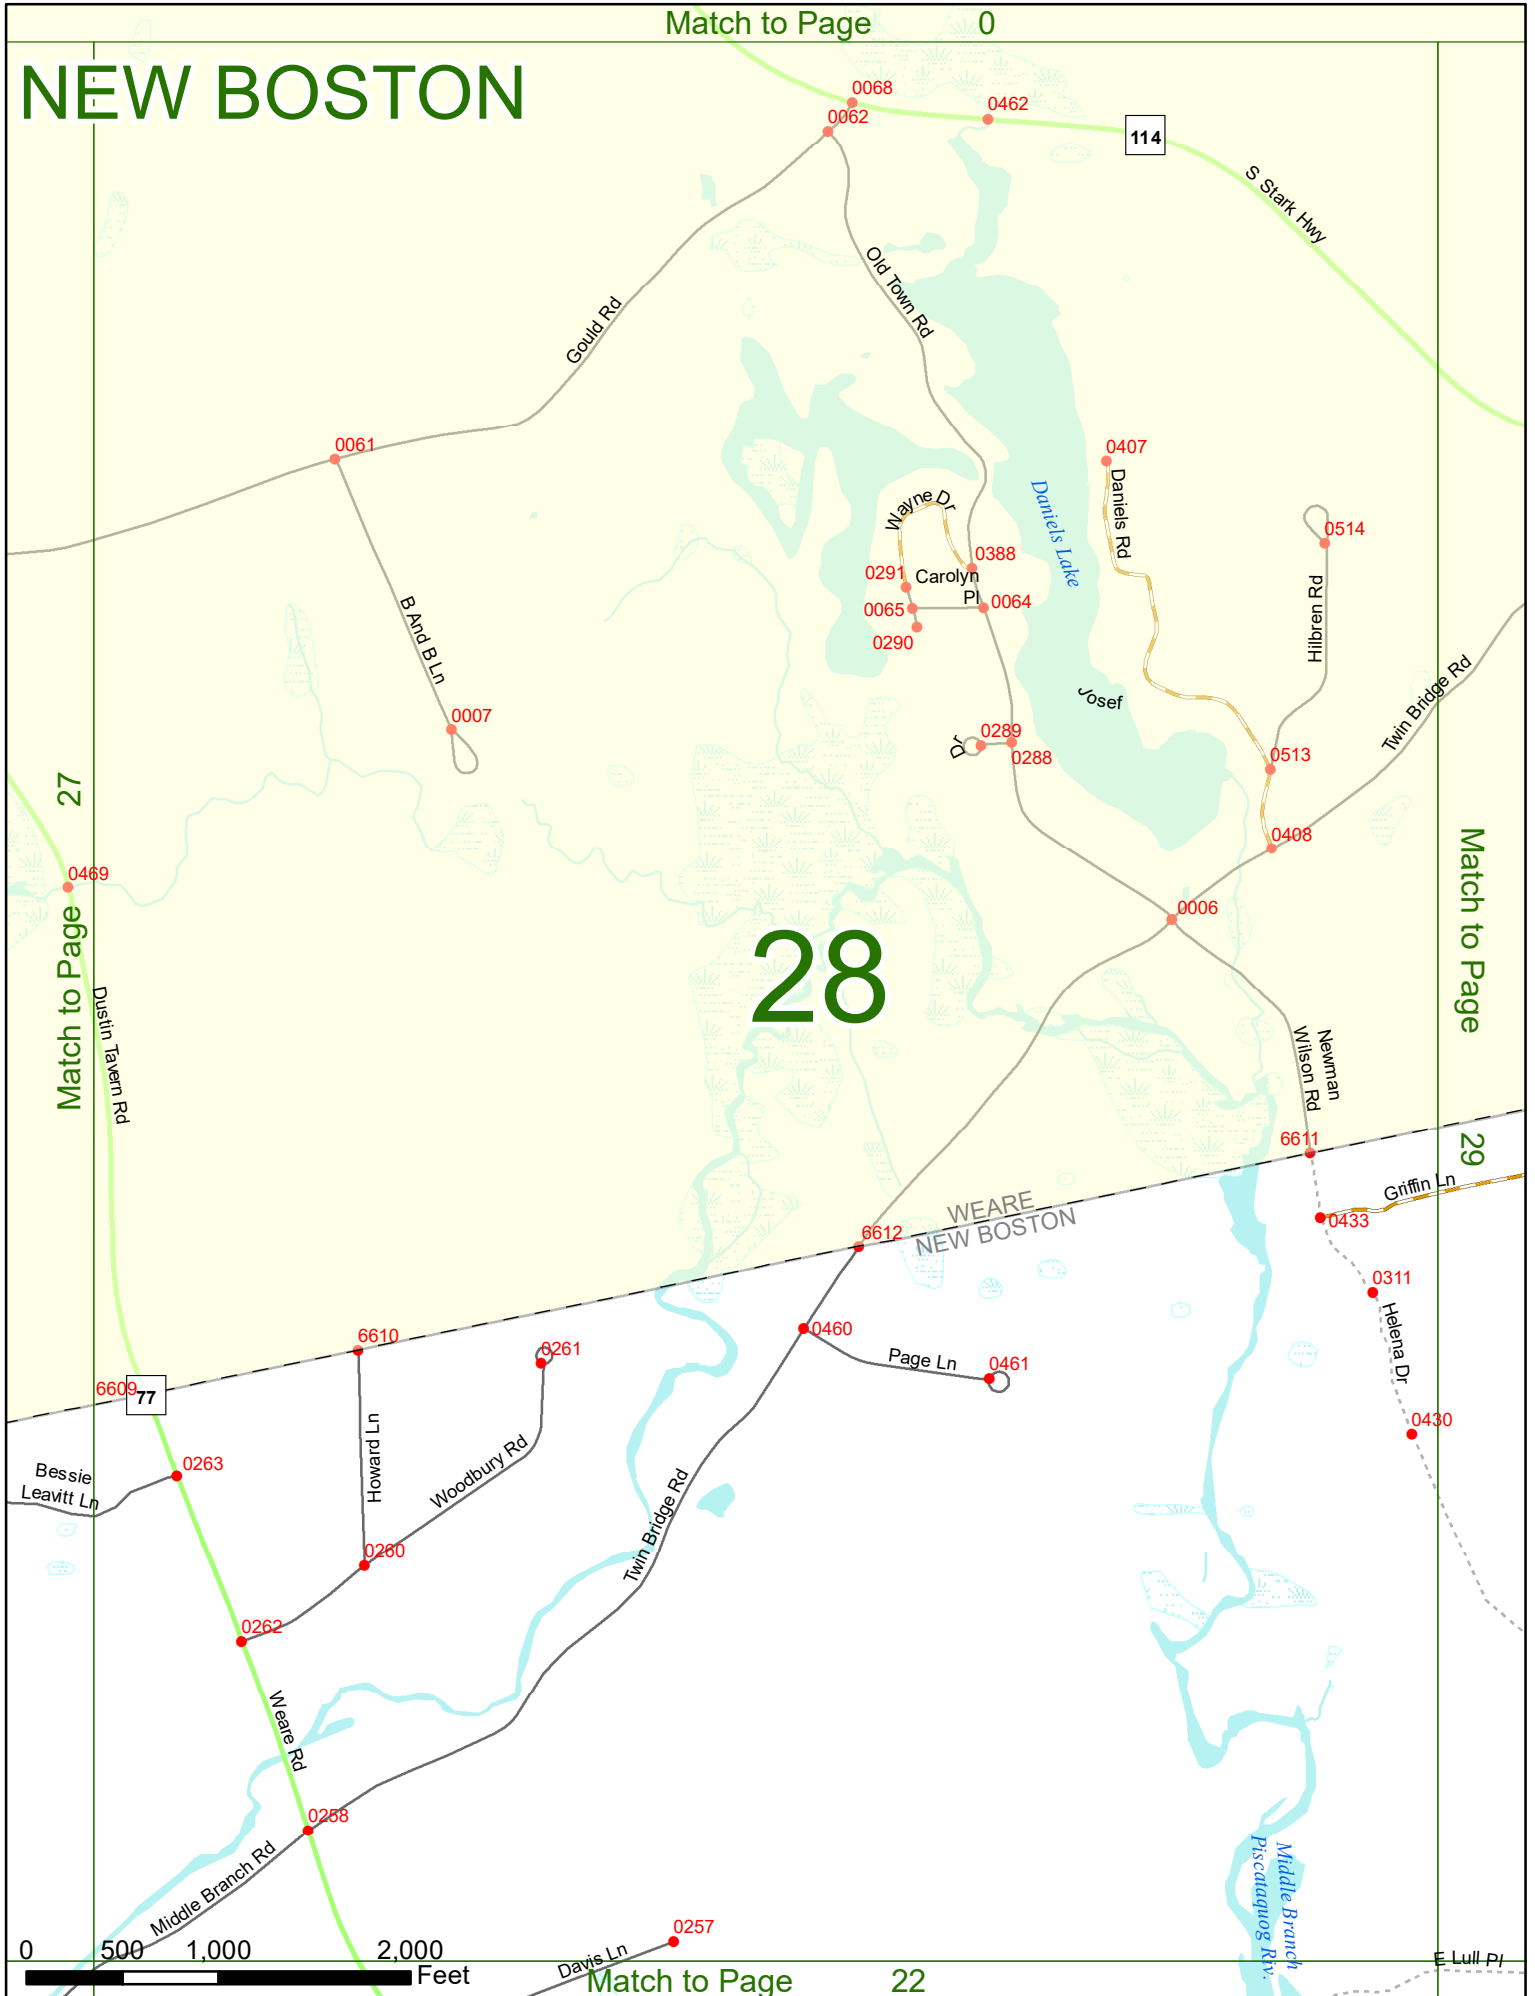 Match to Page 0
NEW BOSTON
0068
0062
0462
114
S Stark Hwy
Old Town Rd
Gould Rd
0061
0407
Daniels Rd
Daniels Lake
Wayne Dr
0514
0388
0291
Carolyn
Pl
0064
0065
0290
Hilbren Rd
B And B Ln
Twin Bridge Rd
Josef
Dr
0007
0289
0288
0513
27
Match to Page
0408
0469
0006
28
Match to Page
29
Dustin Tavern Rd
Newman
Wilson Rd
6611
Griffin Ln
WEARE
NEW BOSTON
0433
6612
0311
Helena Dr
0460
6610
0261
Page Ln
0461
6609
77
0430
Howard Ln
Woodbury Rd
0263
Bessie
Leavitt Ln
Twin Bridge Rd
0260
0262
Weare Rd
0258
Middle Branch Rd
Middle Branch
Piscataquog Riv.
0257
Davis Ln
E Lull Pl
0 500 1,000 2,000
Feet
Match to Page 22